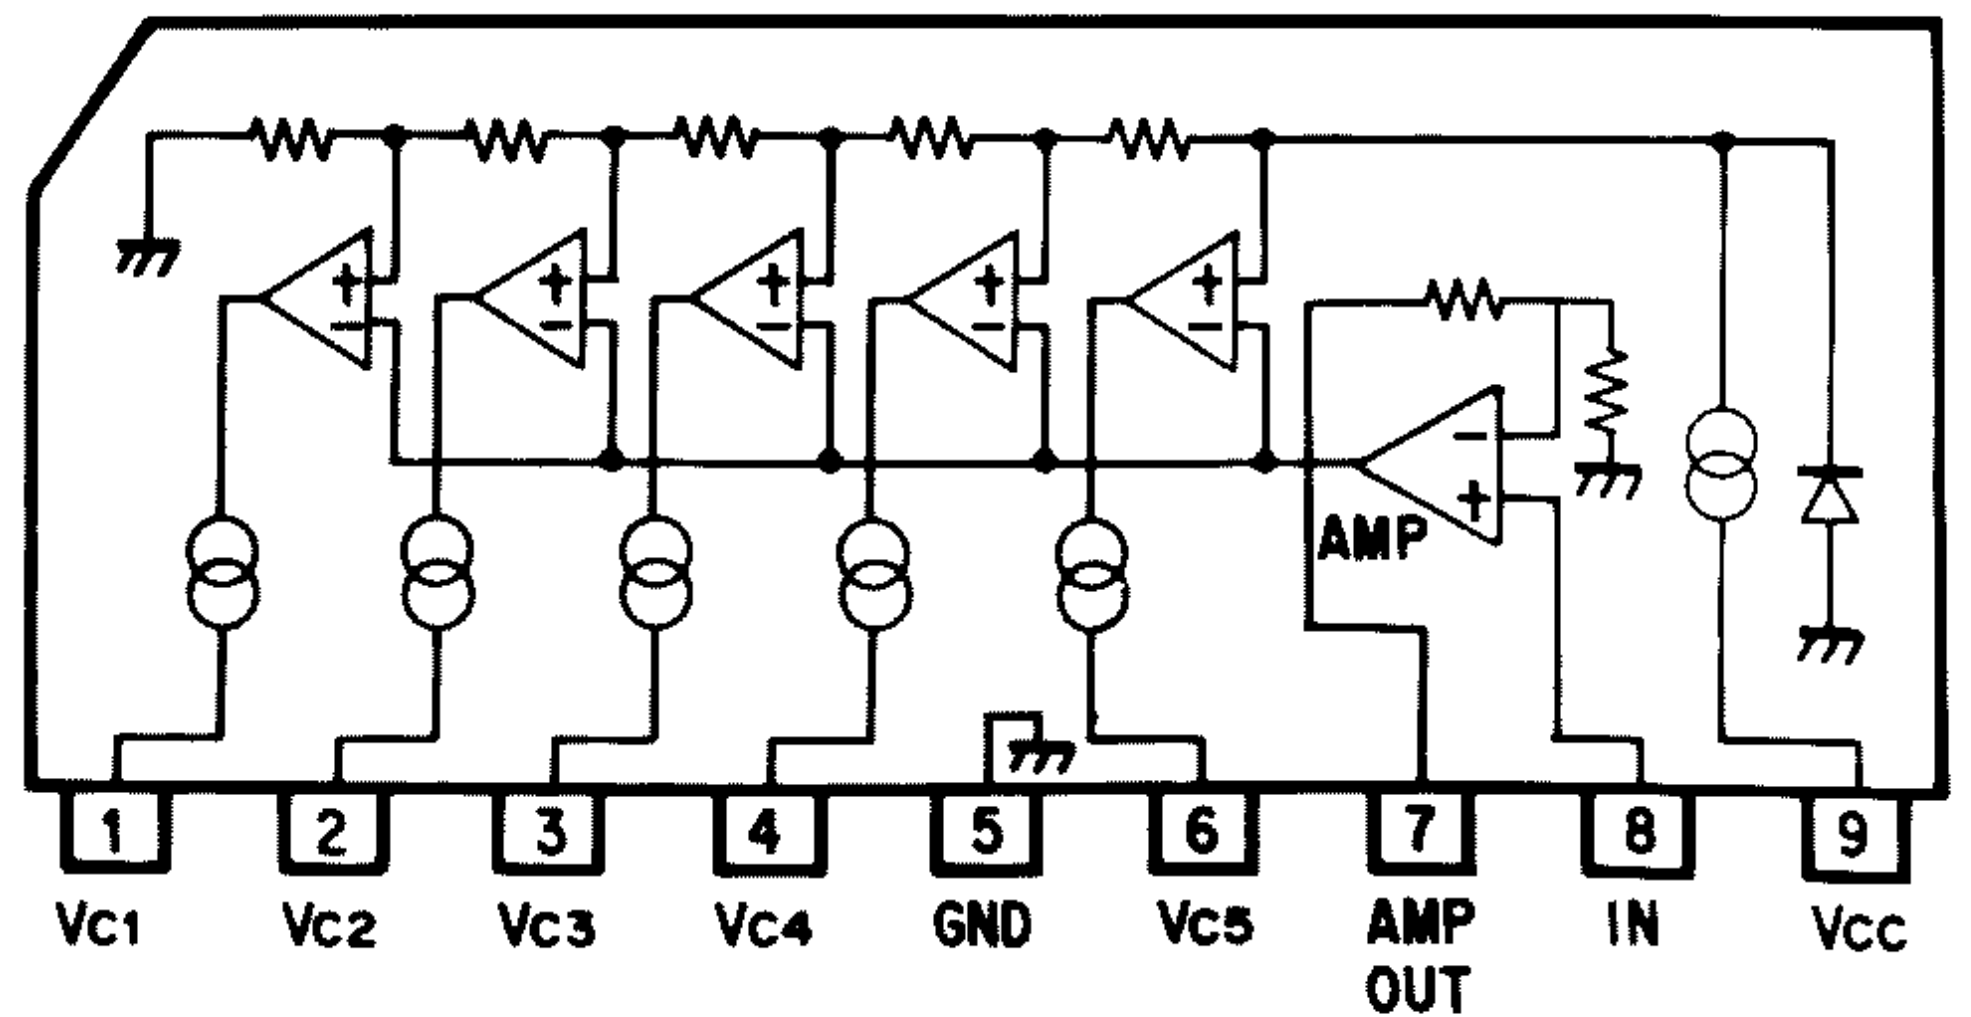 + + + + +
− − − − −
−
+
AMP
1 2 3 4 5 6 7 8 9
VC1 VC2 VC3 VC4 GND VC5 AMP IN VCC
OUT